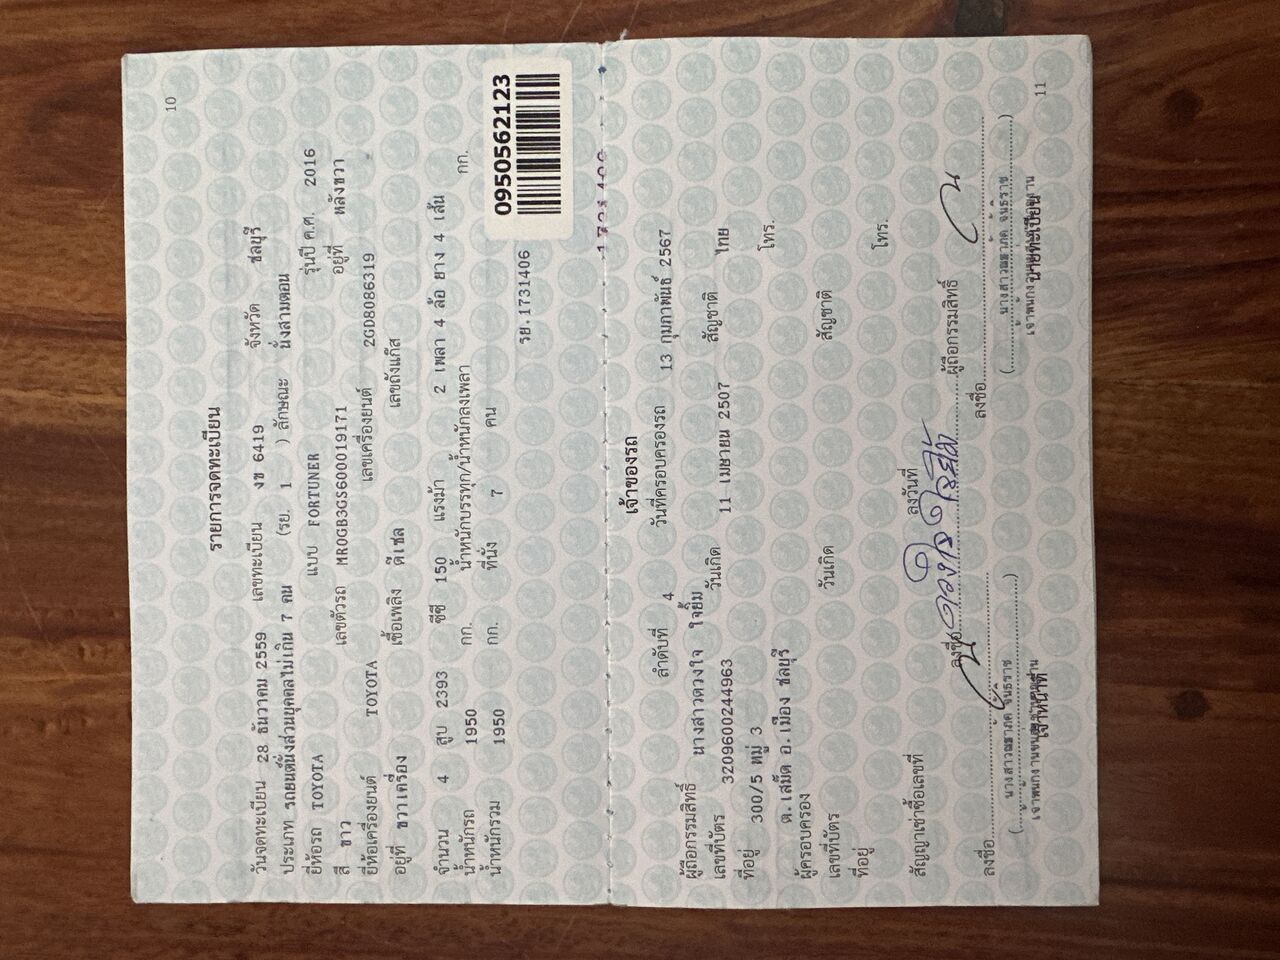 10
รายการจดทะเบียน
วันจดทะเบียน 28 ธันวาคม 2559 เลขทะเบียน งข 6419 จังหวัด ชลบุรี
ประเภท รถยนต์นั่งส่วนบุคคลไม่เกิน 7 คน (รย. 1 ) ลักษณะ นั่งสามตอน
ยี่ห้อรถ TOYOTA แบบ FORTUNER รุ่นปี ค.ศ. 2016
สี ขาว เลขตัวรถ MR0GB3GS600019171 อยู่ที่ หลังขวา
ยี่ห้อเครื่องยนต์ TOYOTA เลขเครื่องยนต์ 2GD8086319
อยู่ที่ ขวาเครื่อง เชื้อเพลิง ดีเซล เลขถังแก๊ส
จำนวน 4 สูบ 2393 ซีซี 150 แรงม้า 2 เพลา 4 ล้อ ยาง 4 เส้น
น้ำหนักรถ 1950 กก. น้ำหนักบรรทุก/น้ำหนักลงเพลา กก.
น้ำหนักรวม 1950 กก. ที่นั่ง 7 คน
0950562123
รย.1731406
เจ้าของรถ
ลำดับที่ 4 วันที่ครอบครองรถ 13 กุมภาพันธ์ 2567
ผู้ถือกรรมสิทธิ์ นางสาวดวงใจ ใจยิ้ม
เลขที่บัตร 3209600244963 วันเกิด 11 เมษายน 2507 สัญชาติ ไทย
ที่อยู่ 300/5 หมู่ 3 โทร.
ต.เสม็ด อ.เมือง ชลบุรี
ผู้ครอบครอง
เลขที่บัตร วันเกิด สัญชาติ
ที่อยู่ โทร.
สัญญาเช่าซื้อเลขที่ ลงวันที่
ลงชื่อ ผู้ถือกรรมสิทธิ์
ลงชื่อ ลงชื่อ
เจ้าหน้าที่ นายทะเบียน
11